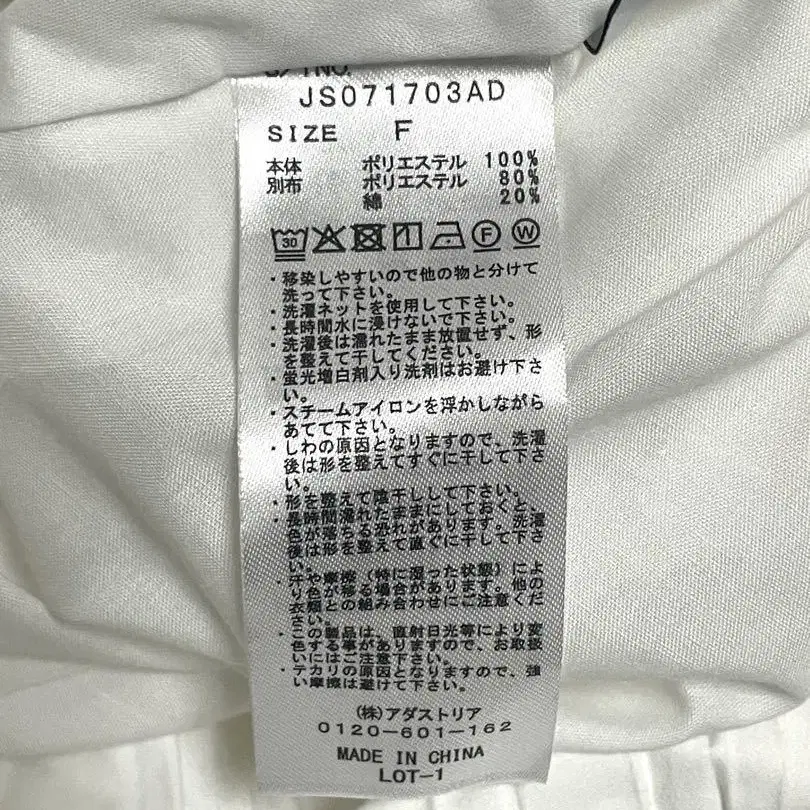 JS071703AD
SIZE F
本体 ポリエステル 100%
別布 ポリエステル 80%
綿 20%
30
F W
・移染しやすいので他の物と分けて
洗って下さい。
・洗濯ネットを使用して下さい。
・長時間水に浸けないで下さい。
・洗濯後は濡れたまま放置せず、形
を整えて干してください。
・蛍光増白剤入り洗剤はお避け下さ
い。
・スチームアイロンを浮かしながら
あてて下さい。
・しわの原因となりますので、洗濯
後は形を整えてすぐに干して下さ
い。
・形を整えて陰干しして下さい。
・長時間濡れたままにしておくと、
色が落ちる恐れがあります。洗濯
後は形を整えて直ぐに干して下さ
い。
・汗や摩擦（特に湿った状態）によ
り色が移る場合があります。他の
衣類との組み合わせにご注意くだ
さい。
・この製品は、直射日光等により変
色する事がありますので、お取扱
いにはご注意下さい。
・テカリの原因となりますので、強
い摩擦は避けて下さい。
(株)アダストリア
0120-601-162
MADE IN CHINA
LOT-1